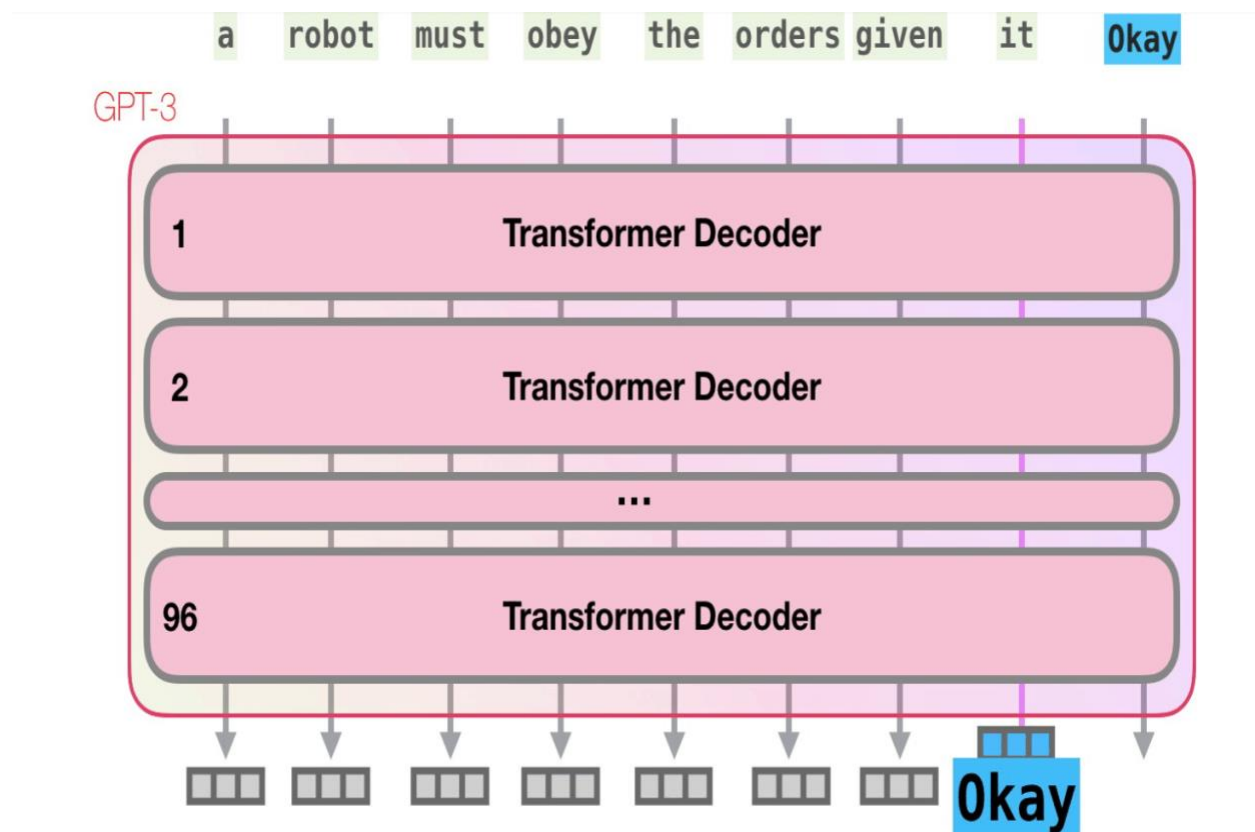 a robot must obey the orders given it Okay
GPT-3
1 Transformer Decoder
2 Transformer Decoder
...
96 Transformer Decoder
Okay